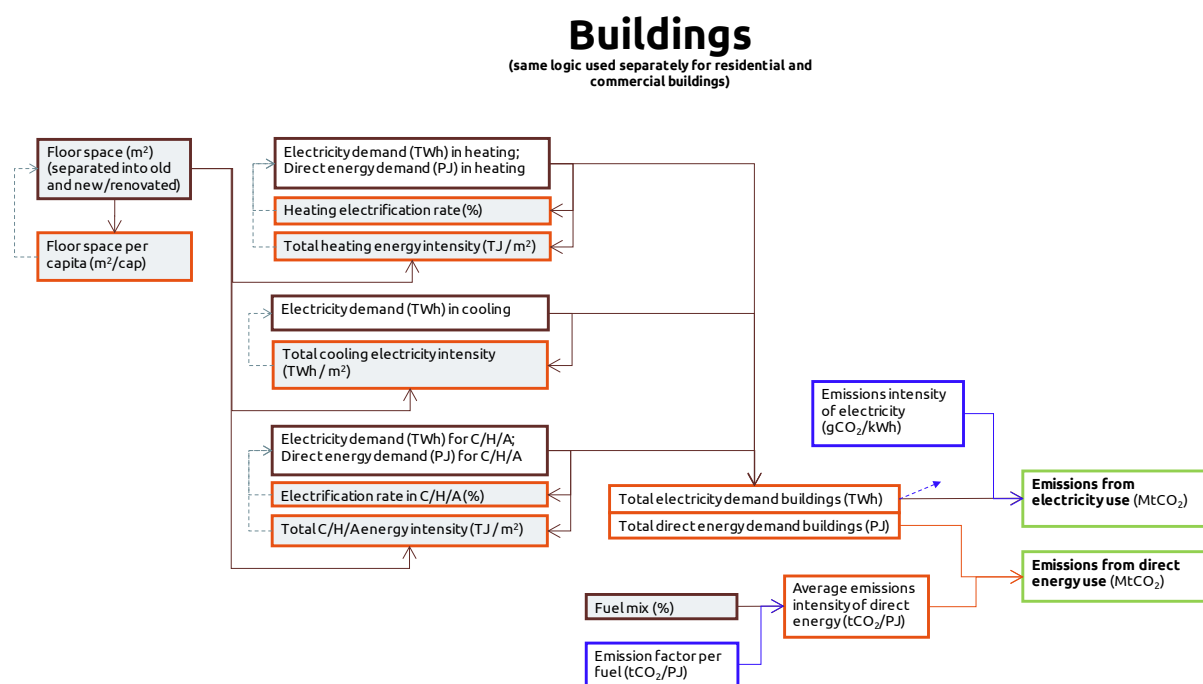 Buildings
(same logic used separately for residential and
commercial buildings)
Floor space (m²)
(separated into old
and new/renovated)
Floor space per
capita (m²/cap)
Electricity demand (TWh) in heating;
Direct energy demand (PJ) in heating
Heating electrification rate (%)
Total heating energy intensity (TJ / m²)
Electricity demand (TWh) in cooling
Total cooling electricity intensity
(TWh / m²)
Electricity demand (TWh) for C/H/A;
Direct energy demand (PJ) for C/H/A
Electrification rate in C/H/A (%)
Total C/H/A energy intensity (TJ / m²)
Emissions intensity
of electricity
(gCO₂/kWh)
Total electricity demand buildings (TWh)
Total direct energy demand buildings (PJ)
Emissions from
electricity use (MtCO₂)
Emissions from direct
energy use (MtCO₂)
Fuel mix (%)
Average emissions
intensity of direct
energy (tCO₂/PJ)
Emission factor per
fuel (tCO₂/PJ)